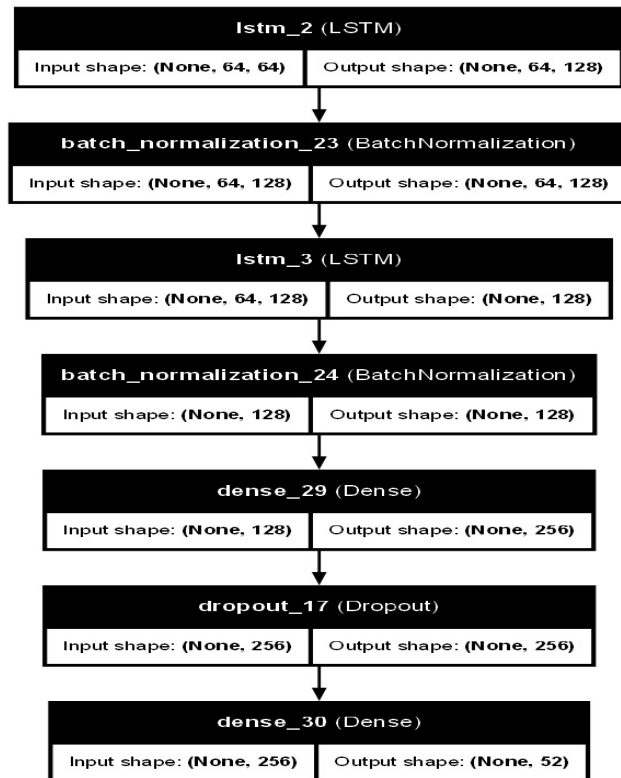 lstm_2 (LSTM)
Input shape: (None, 64, 64) Output shape: (None, 64, 128)
batch_normalization_23 (BatchNormalization)
Input shape: (None, 64, 128) Output shape: (None, 64, 128)
lstm_3 (LSTM)
Input shape: (None, 64, 128) Output shape: (None, 128)
batch_normalization_24 (BatchNormalization)
Input shape: (None, 128) Output shape: (None, 128)
dense_29 (Dense)
Input shape: (None, 128) Output shape: (None, 256)
dropout_17 (Dropout)
Input shape: (None, 256) Output shape: (None, 256)
dense_30 (Dense)
Input shape: (None, 256) Output shape: (None, 52)